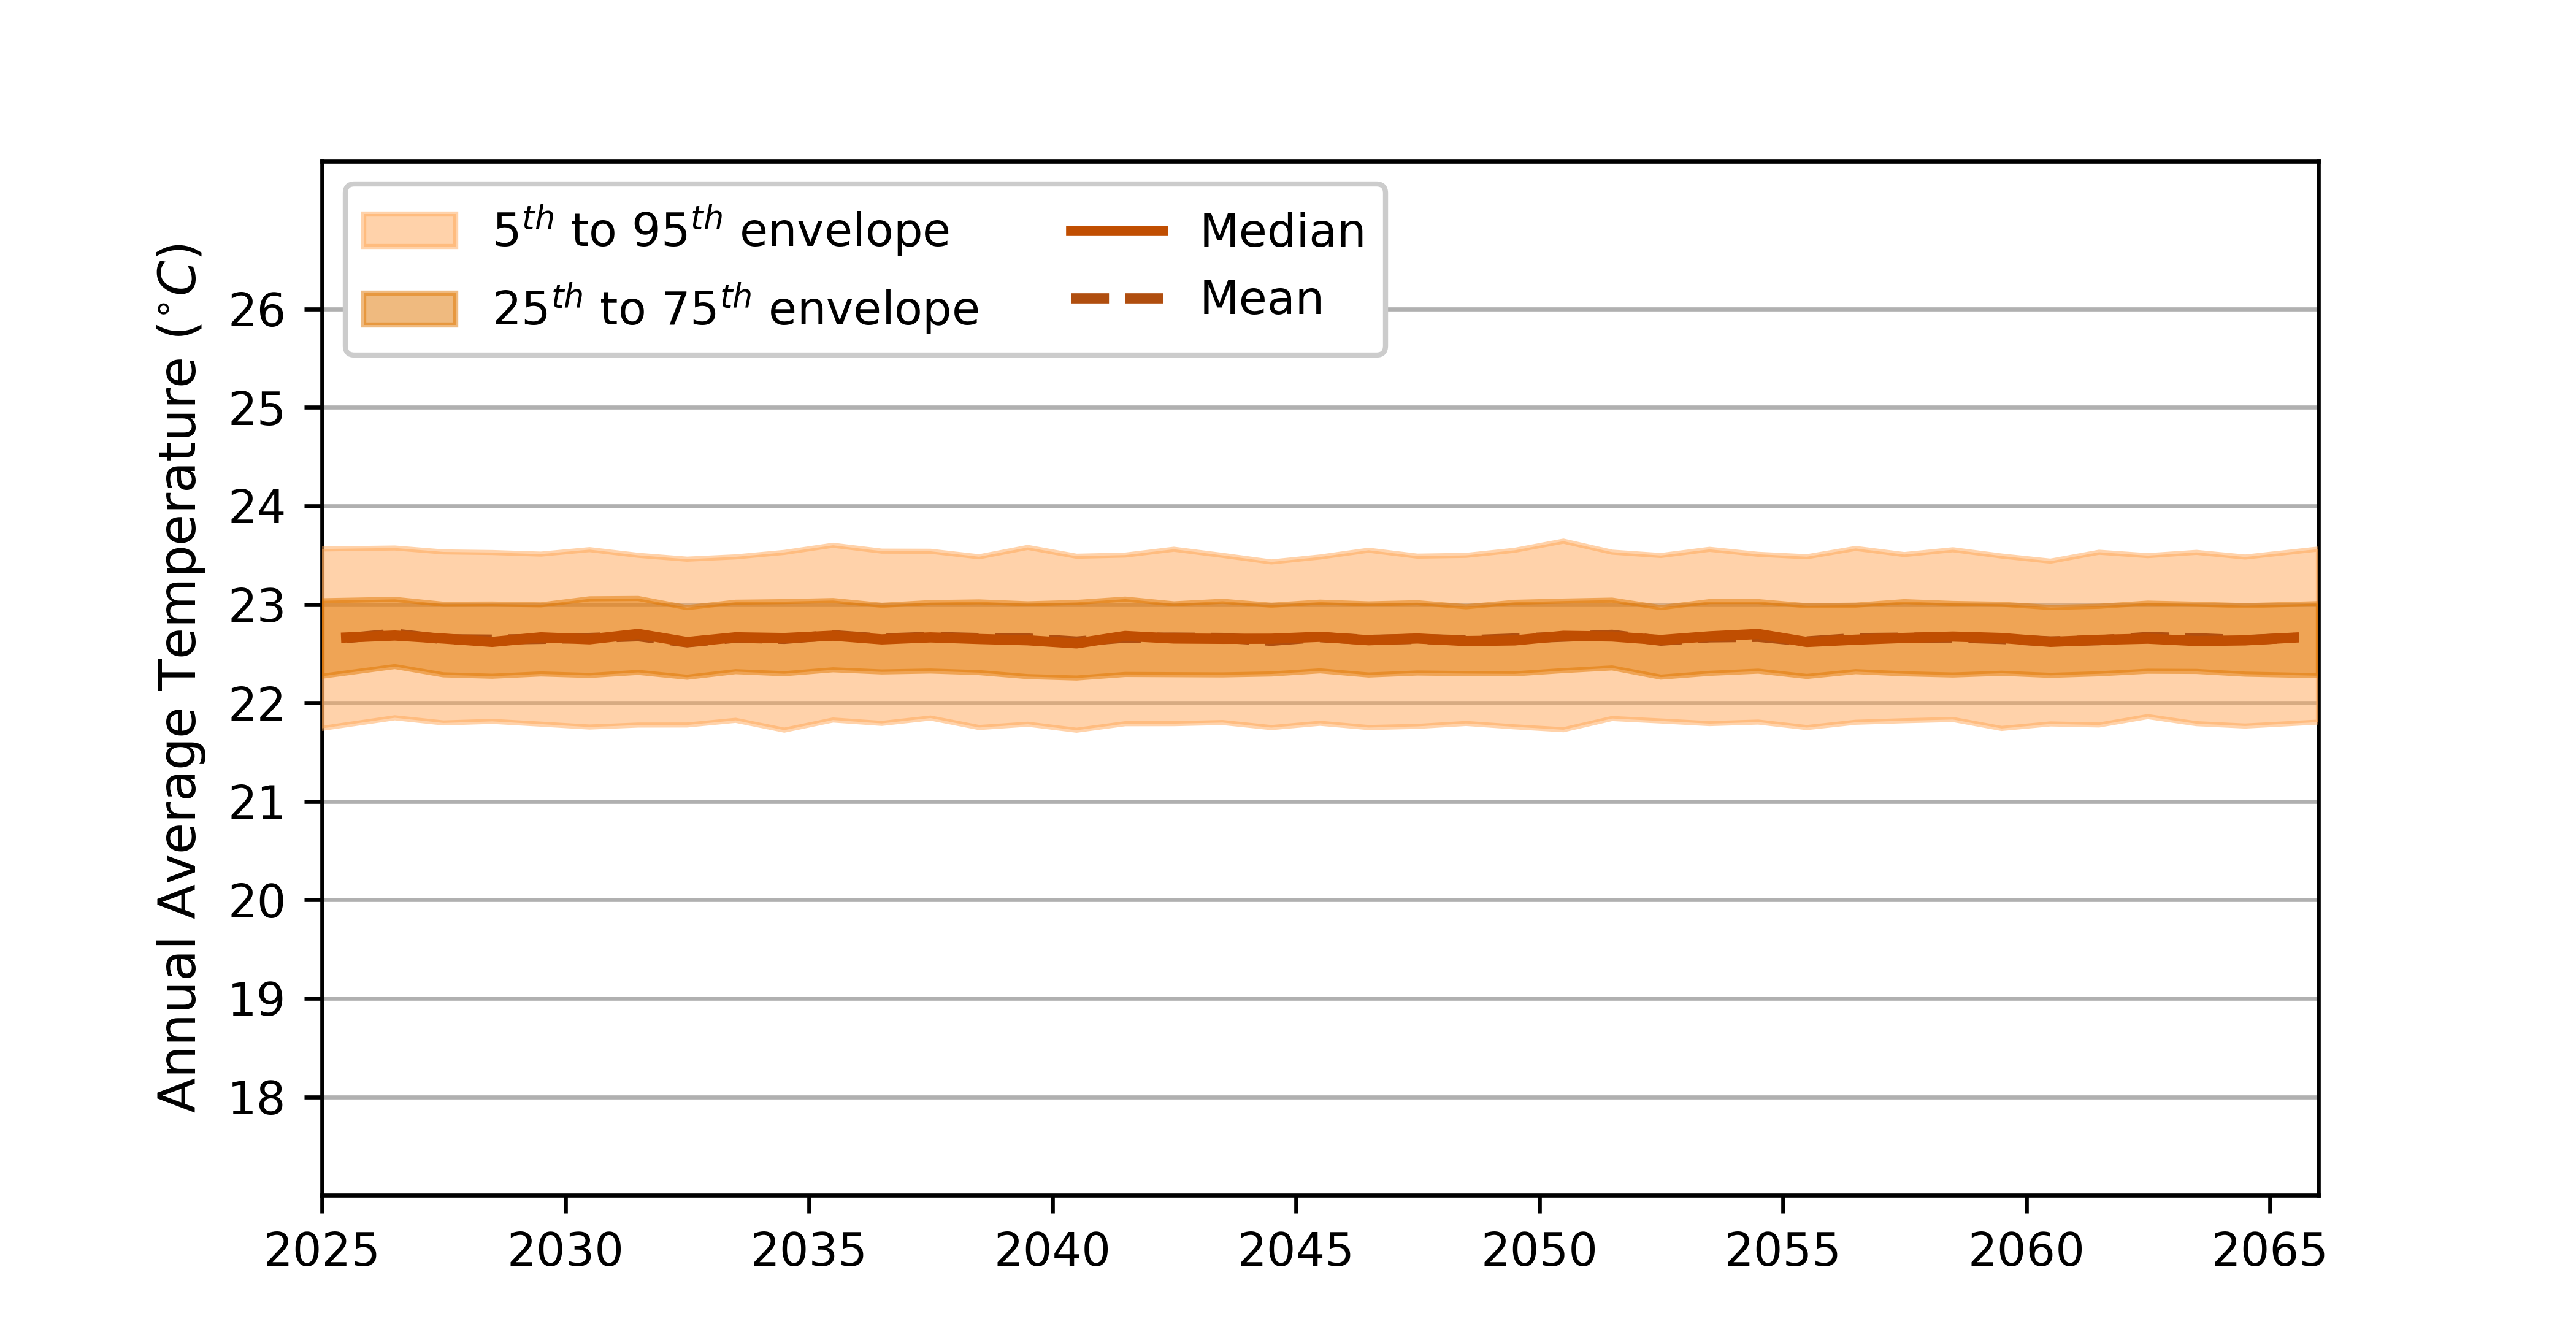 5th to 95th envelope
25th to 75th envelope
Median
Mean
Annual Average Temperature (°C)
26
25
24
23
22
21
20
19
18
2025 2030 2035 2040 2045 2050 2055 2060 2065